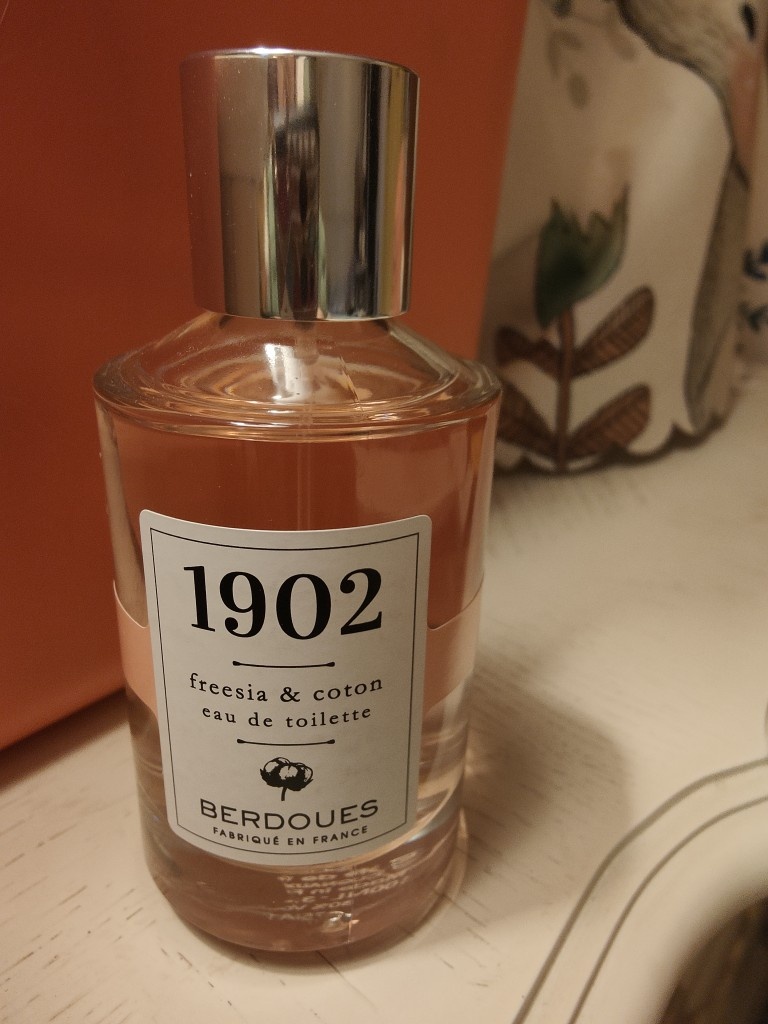 1902
freesia & coton
eau de toilette
BERDOUES
FABRIQUÉ EN FRANCE